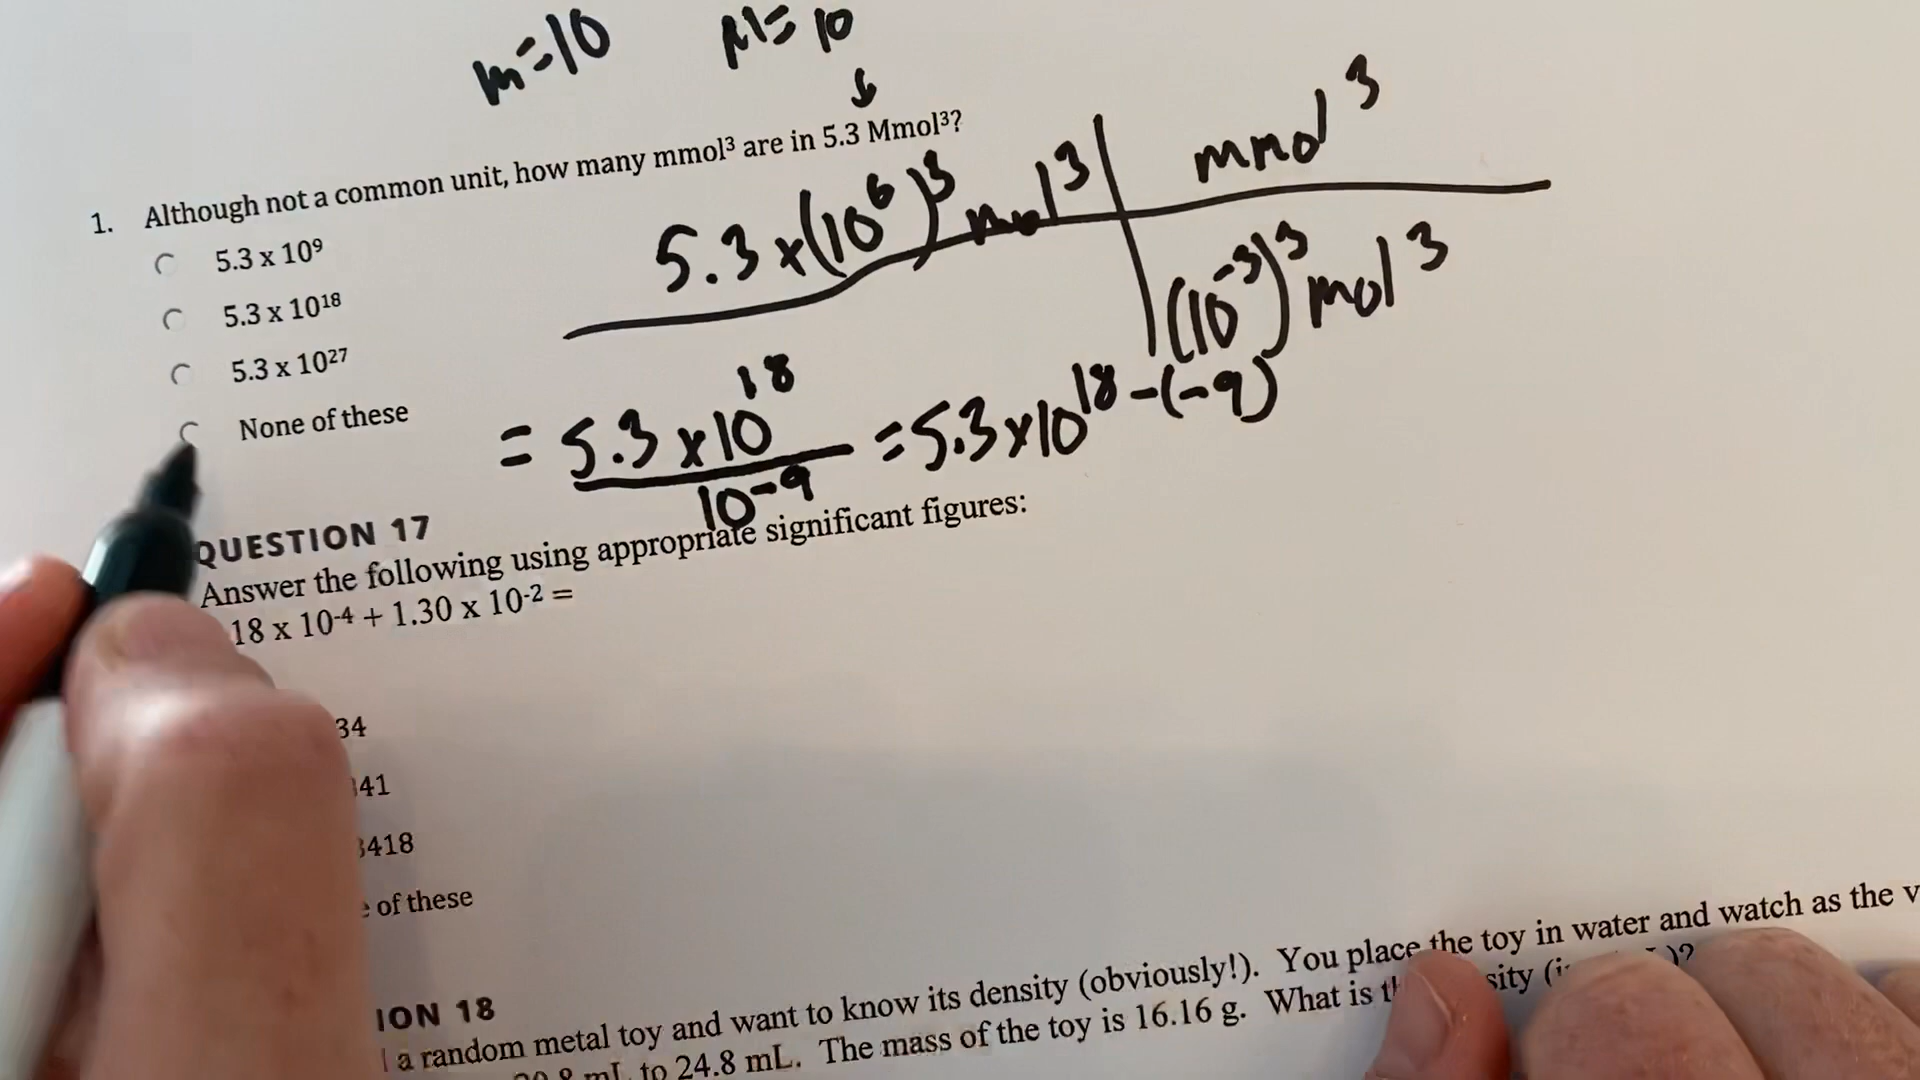 m=10
M=10
1. Although not a common unit, how many mmol³ are in 5.3 Mmol³?
5.3 x 10⁹
5.3 x 10¹⁸
5.3 x 10²⁷
None of these
5.3 x (10⁶)³ mol³ | mmol³
(10⁻³)³ mol³
= 5.3 x 10¹⁸ = 5.3 x 10¹⁸⁻⁽⁻⁹⁾
10⁻⁹
QUESTION 17
Answer the following using appropriate significant figures:
18 x 10⁻⁴ + 1.30 x 10⁻² =
34
41
3418
of these
ION 18
a random metal toy and want to know its density (obviously!). You place the toy in water and watch as the v
mL to 24.8 mL. The mass of the toy is 16.16 g. What is sity